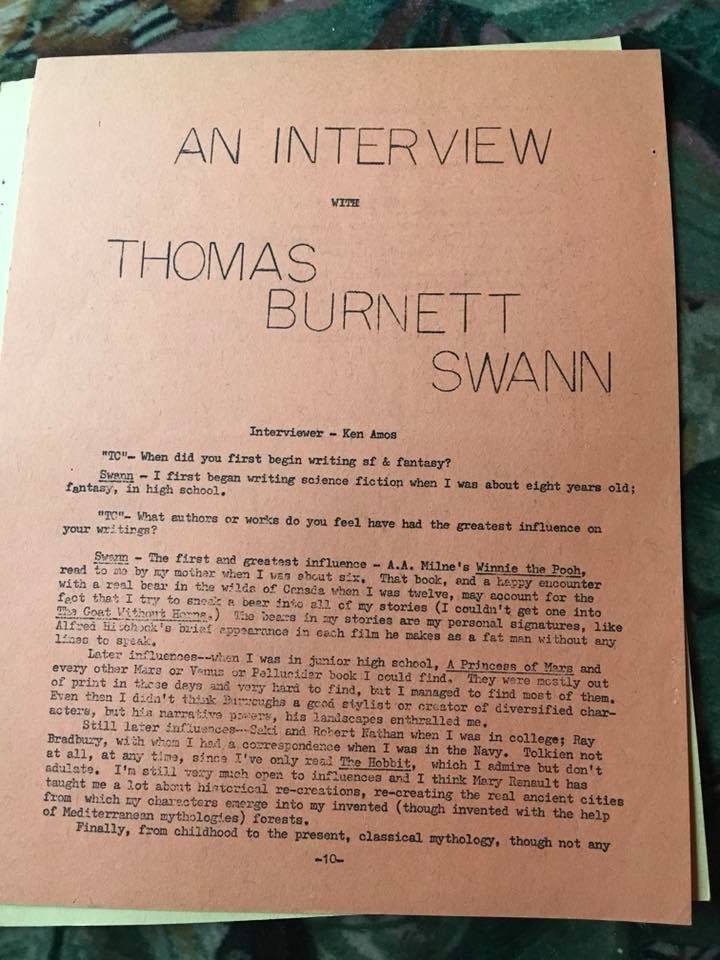 AN INTERVIEW
WITH
THOMAS
BURNETT
SWANN
Interviewer - Ken Amos
"TC"- When did you first begin writing sf & fantasy?
Swann - I first began writing science fiction when I was about eight years old;
fantasy, in high school.
"TC"- What authors or works do you feel have had the greatest influence on
your writings?
Swann - The first and greatest influence - A.A. Milne's Winnie the Pooh,
read to me by my mother when I was about six. That book, and a happy encounter
with a real bear in the wilds of Canada when I was twelve, may account for the
fact that I try to sneak a bear into all of my stories (I couldn't get one into
The Goat Without Horns.) The bears in my stories are my personal signatures, like
Alfred Hitchook's brief appearance in each film he makes as a fat man without any
lines to speak.
Later influences--when I was in junior high school, A Princess of Mars and
every other Mars or Venus or Pellucidar book I could find. They were mostly out
of print in those days and very hard to find, but I managed to find most of them.
Even then I didn't think Burroughs a good stylist or creator of diversified char-
acters, but his narrative powers, his landscapes enthralled me.
Still later influences--Saki and Robert Nathan when I was in college; Ray
Bradbury, with whom I had a correspondence when I was in the Navy. Tolkien not
at all, at any time, since I've only read The Hobbit, which I admire but don't
adulate. I'm still very much open to influences and I think Mary Renault has
taught me a lot about historical re-creations, re-creating the real ancient cities
from which my characters emerge into my invented (though invented with the help
of Mediterranean mythologies) forests.
Finally, from childhood to the present, classical mythology, though not any
-10-